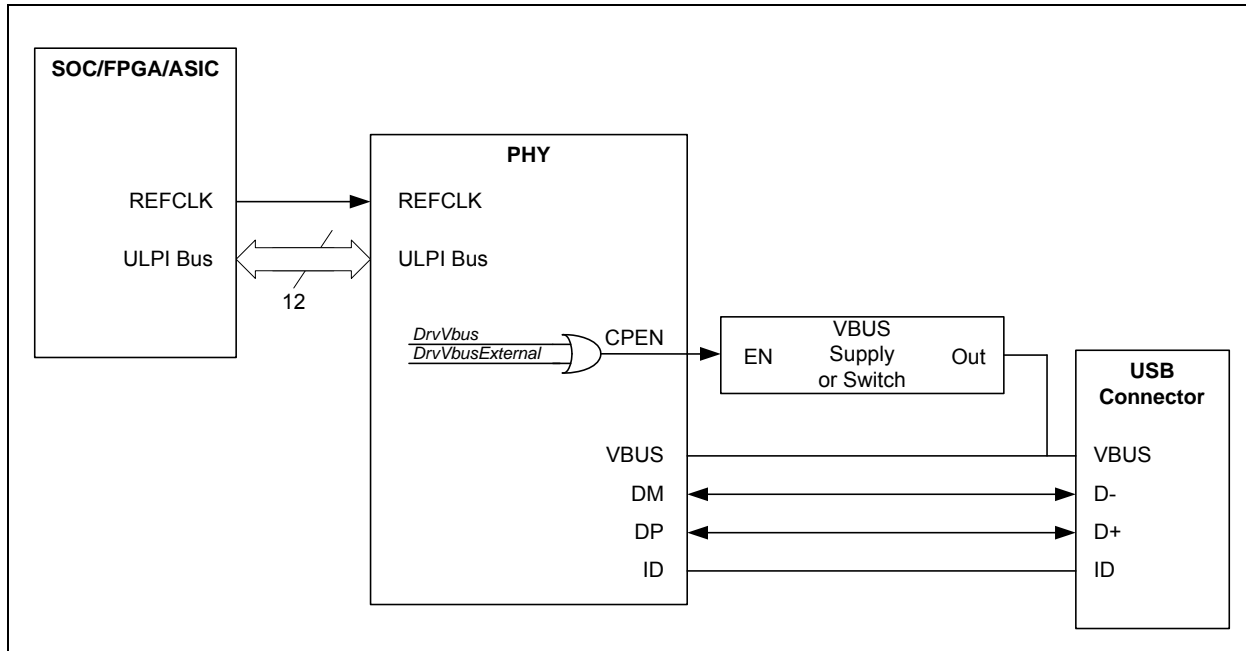 SOC/FPGA/ASIC
REFCLK
ULPI Bus
12
PHY
REFCLK
ULPI Bus
DrvVbus
DrvVbusExternal
CPEN
VBUS
DM
DP
ID
EN
VBUS
Supply
or Switch
Out
USB
Connector
VBUS
D-
D+
ID